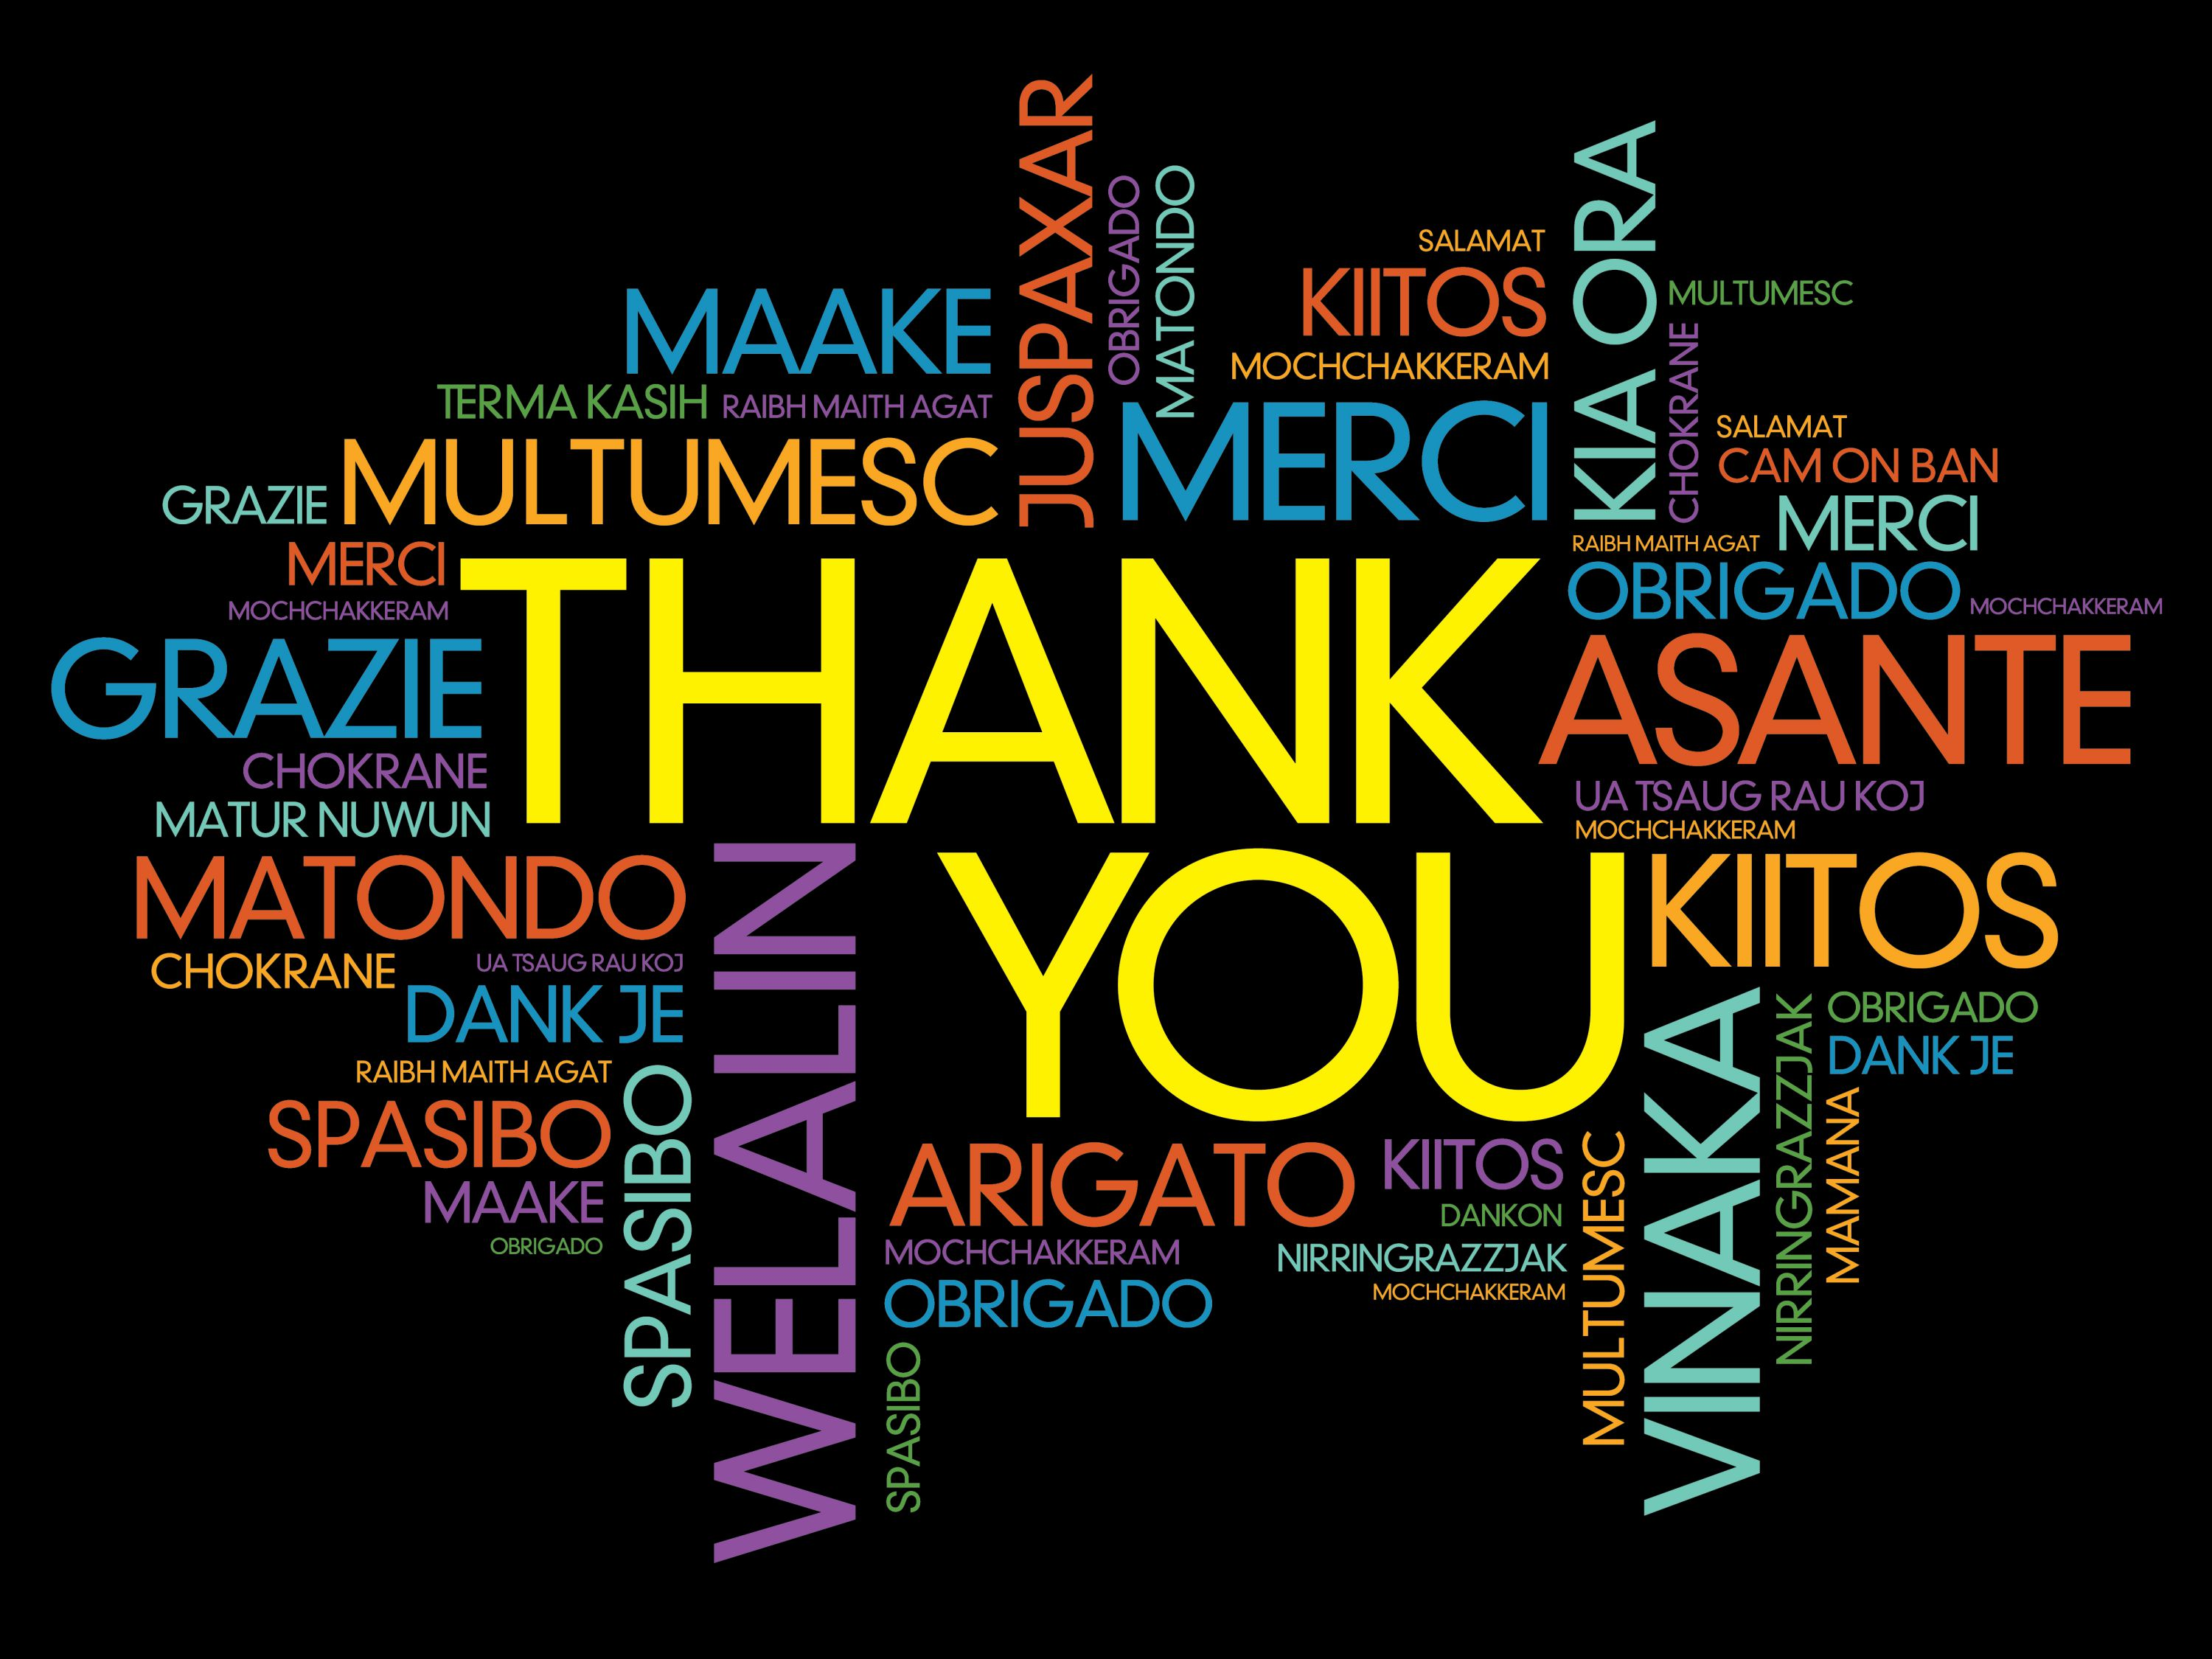 JUSPAXAR
OBRIGADO
MATONDO
KIA ORA
SALAMAT
KIITOS
MULTUMESC
MAAKE
MOCHCHAKKERAM
CHOKRANE
TERMA KASIH
RAIBH MAITH AGAT
MERCI
SALAMAT
CAM ON BAN
MULTUMESC
GRAZIE
MERCI
RAIBH MAITH AGAT
MERCI
THANK
OBRIGADO
MOCHCHAKKERAM
MOCHCHAKKERAM
GRAZIE
ASANTE
CHOKRANE
UA TSAUG RAU KOJ
MATUR NUWUN
MOCHCHAKKERAM
WELALIN
YOU
MATONDO
KIITOS
CHOKRANE
UA TSAUG RAU KOJ
DANK JE
VINAKA
NIRRINGRAZZJAK
OBRIGADO
DANK JE
RAIBH MAITH AGAT
SPASIBO
MAMANA
SPASIBO
MULTUMESC
ARIGATO
KIITOS
MAAKE
DANKON
OBRIGADO
MOCHCHAKKERAM
NIRRINGRAZZJAK
OBRIGADO
MOCHCHAKKERAM
SPASIBO